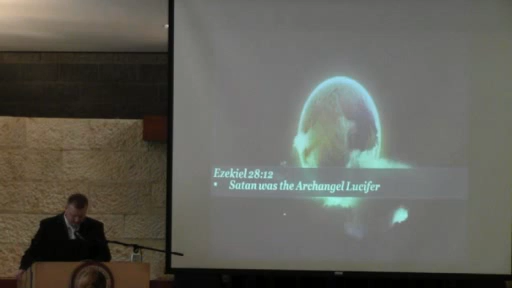 Ezekiel 28:12
• Satan was the Archangel Lucifer